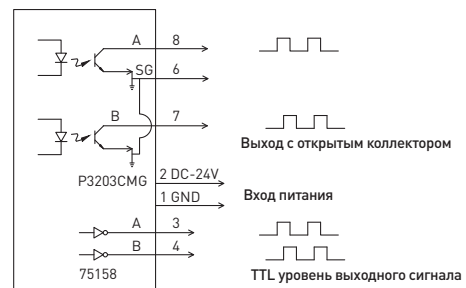 A 8
SG 6
B 7
Выход с открытым коллектором
P3203CMG
2 DC-24V
1 GND
Вход питания
A 3
B 4
75158
TTL уровень выходного сигнала